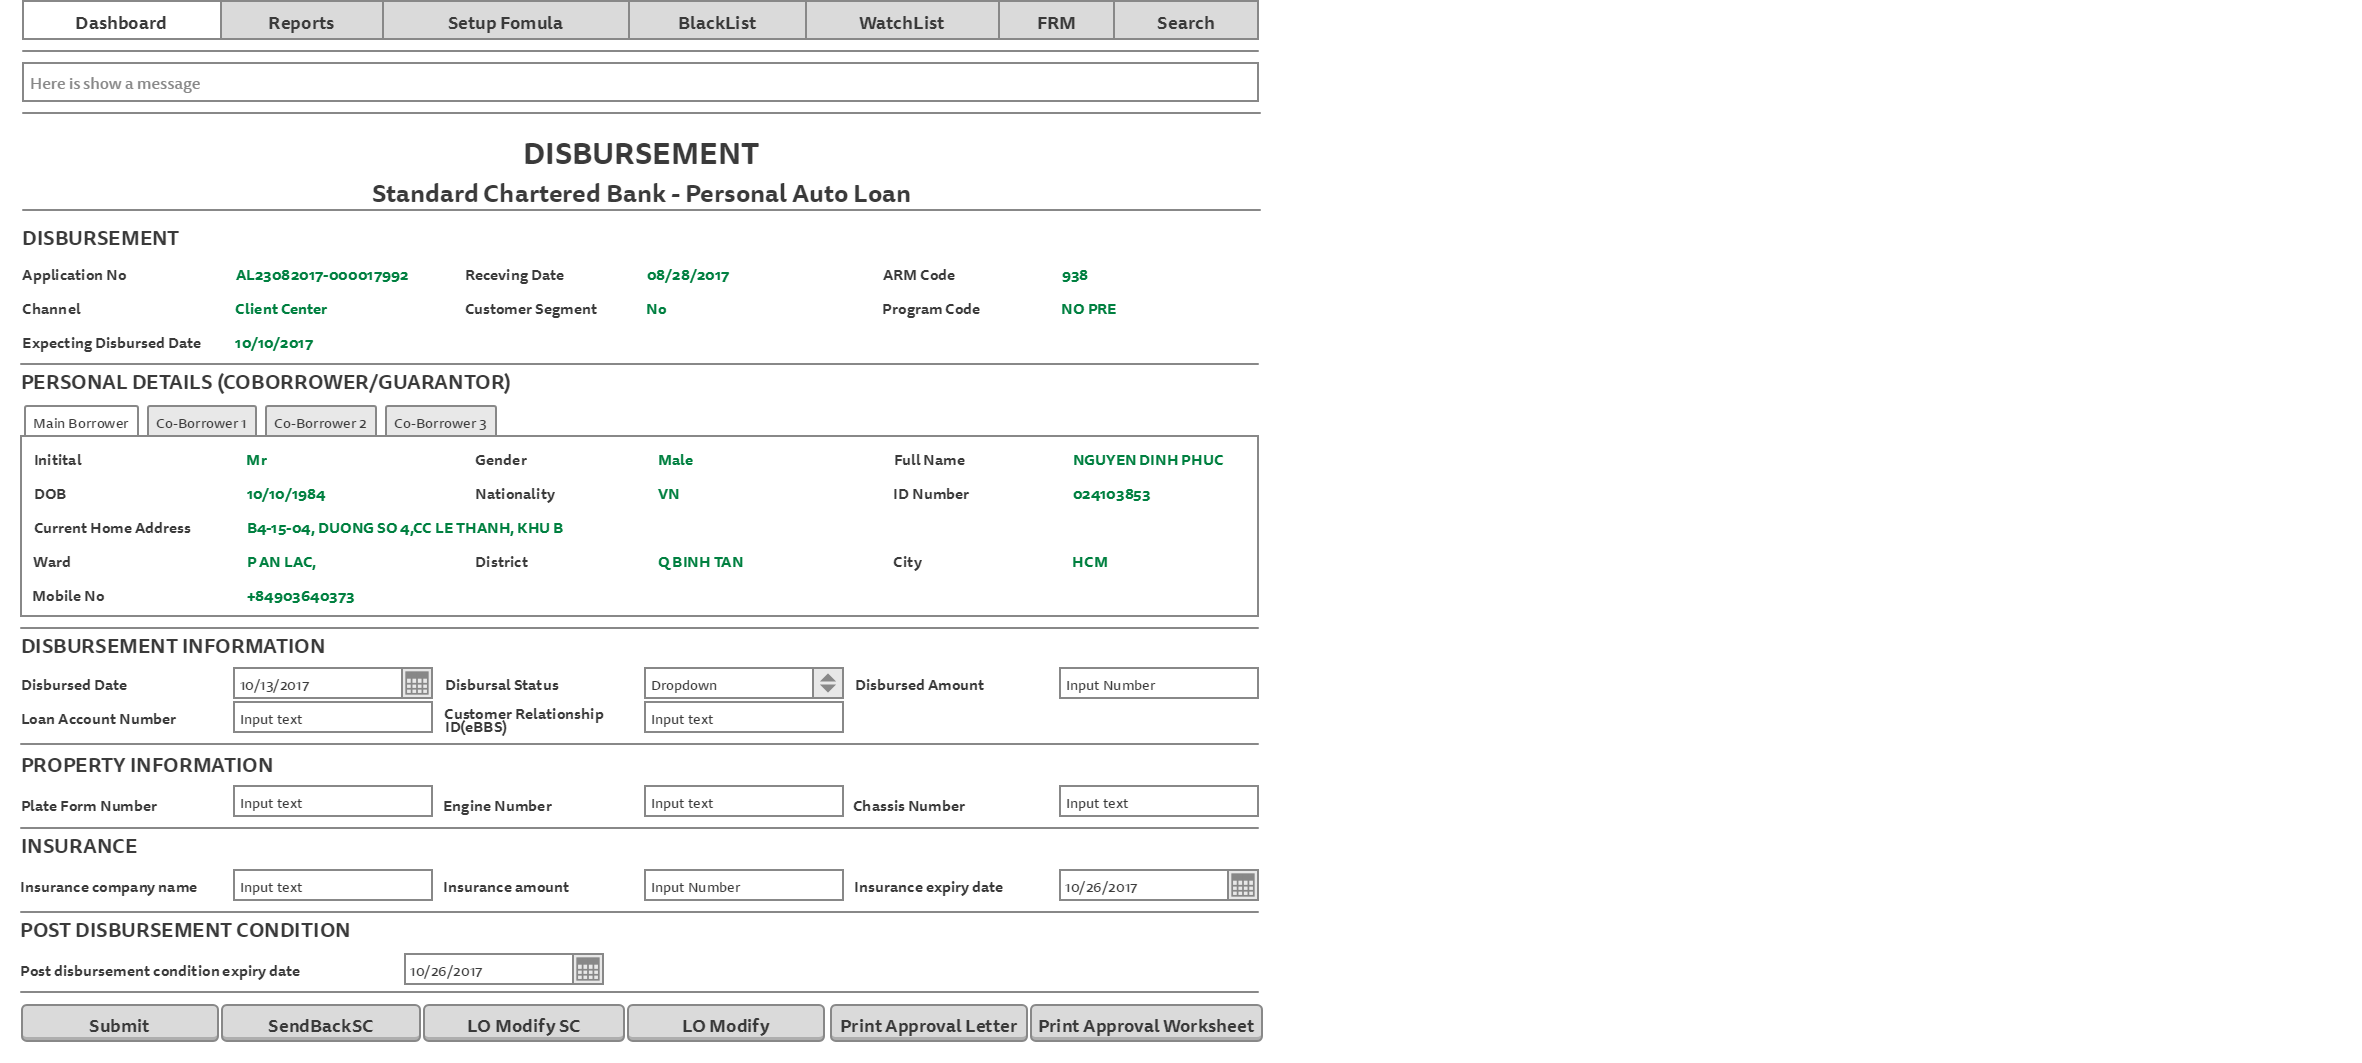 Dashboard Reports Setup Fomula BlackList WatchList FRM Search
Here is show a message
DISBURSEMENT
Standard Chartered Bank - Personal Auto Loan
DISBURSEMENT
Application No AL23082017-000017992 Receving Date 08/28/2017 ARM Code 938
Channel Client Center Customer Segment No Program Code NO PRE
Expecting Disbursed Date 10/10/2017
PERSONAL DETAILS (COBORROWER/GUARANTOR)
Main Borrower Co-Borrower 1 Co-Borrower 2 Co-Borrower 3
Initital Mr Gender Male Full Name NGUYEN DINH PHUC
DOB 10/10/1984 Nationality VN ID Number 024103853
Current Home Address B4-15-04, DUONG SO 4,CC LE THANH, KHU B
Ward P AN LAC, District Q BINH TAN City HCM
Mobile No +84903640373
DISBURSEMENT INFORMATION
Disbursed Date 10/13/2017 Disbursal Status Dropdown Disbursed Amount Input Number
Loan Account Number Input text Customer Relationship ID(eBBS) Input text
PROPERTY INFORMATION
Plate Form Number Input text Engine Number Input text Chassis Number Input text
INSURANCE
Insurance company name Input text Insurance amount Input Number Insurance expiry date 10/26/2017
POST DISBURSEMENT CONDITION
Post disbursement condition expiry date 10/26/2017
Submit SendBackSC LO Modify SC LO Modify Print Approval Letter Print Approval Worksheet